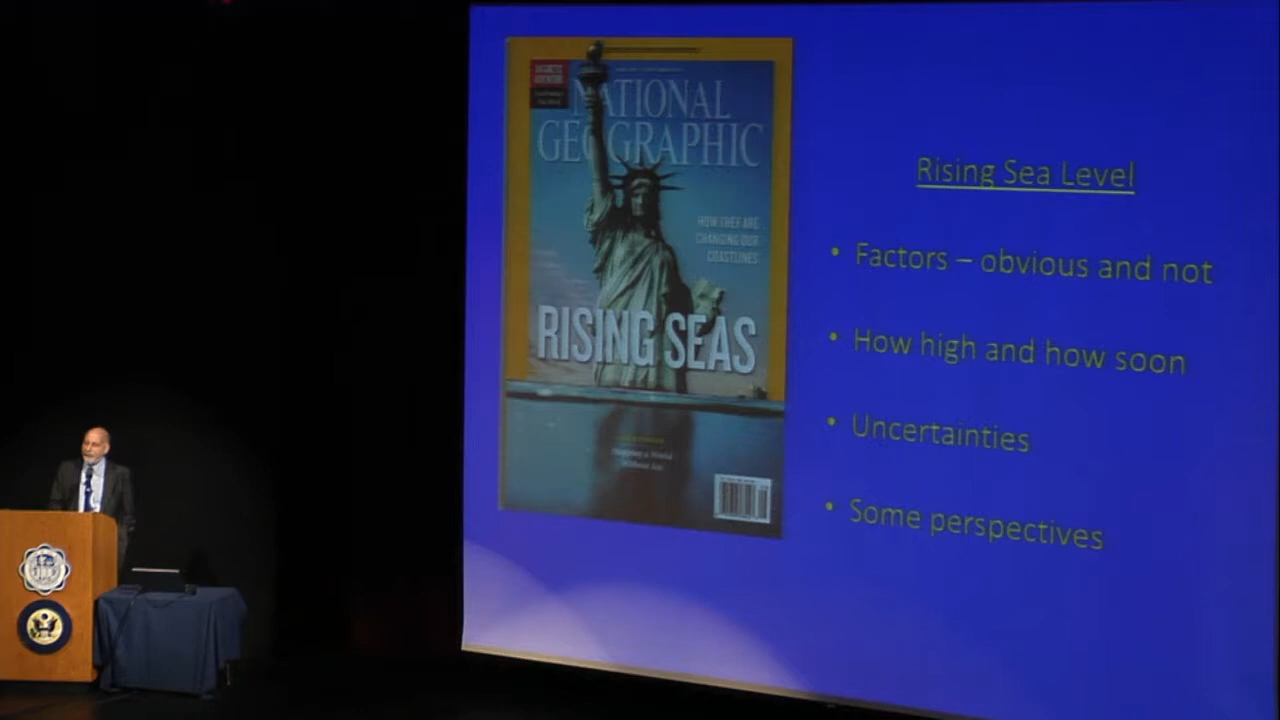 NATIONAL
GEOGRAPHIC
HOW THEY ARE
CHANGING OUR
COASTLINES
RISING SEAS
Rising Sea Level
• Factors – obvious and not
• How high and how soon
• Uncertainties
• Some perspectives